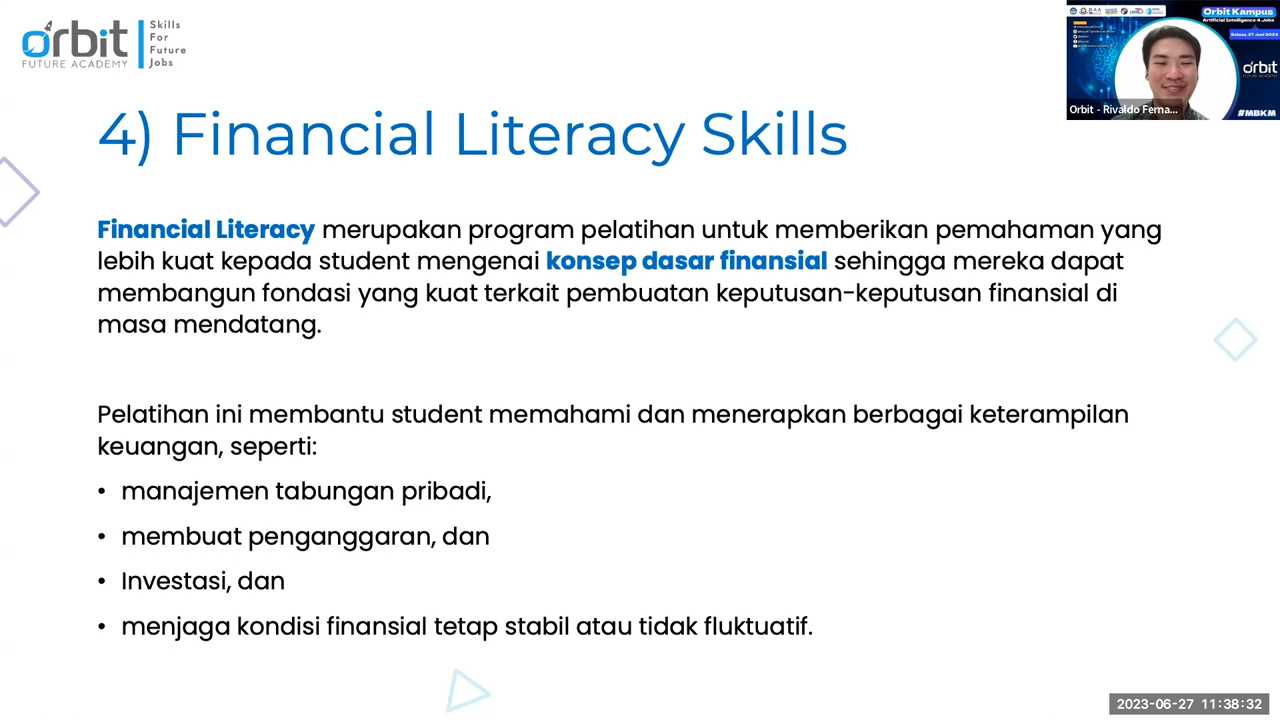 orbit
FUTURE ACADEMY
Skills
For
Future
Jobs
Orbit Kampus
Artificial Intelligence 4 Jobs
Selasa, 27 Juni 2023
orbit
Orbit - Rivaldo Ferna...
#MBKM
4) Financial Literacy Skills
Financial Literacy merupakan program pelatihan untuk memberikan pemahaman yang
lebih kuat kepada student mengenai konsep dasar finansial sehingga mereka dapat
membangun fondasi yang kuat terkait pembuatan keputusan-keputusan finansial di
masa mendatang.
Pelatihan ini membantu student memahami dan menerapkan berbagai keterampilan
keuangan, seperti:
• manajemen tabungan pribadi,
• membuat penganggaran, dan
• Investasi, dan
• menjaga kondisi finansial tetap stabil atau tidak fluktuatif.
2023-06-27 11:38:32